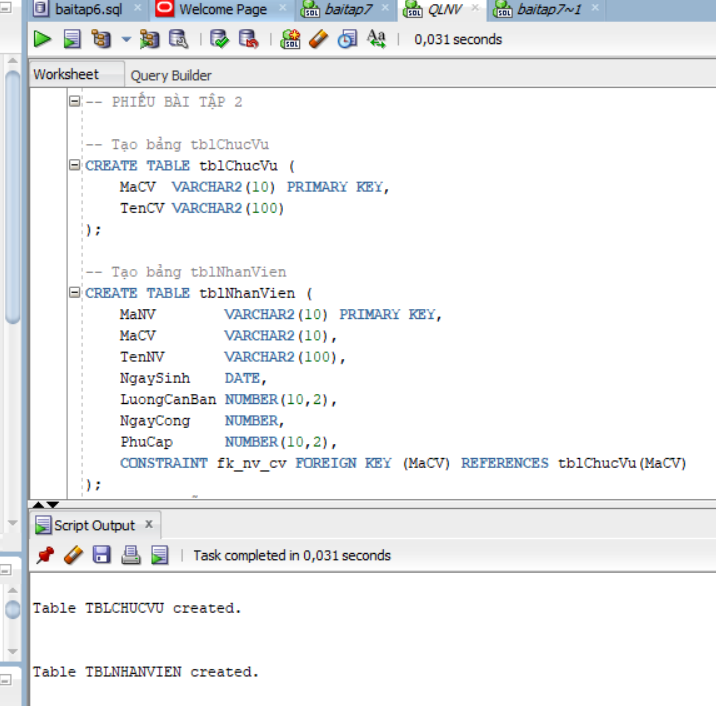 baitap6.sql Welcome Page baitap7 QLNV baitap7~1
0,031 seconds
Worksheet Query Builder
-- PHIẾU BÀI TẬP 2
-- Tạo bảng tblChucVu
CREATE TABLE tblChucVu (
MaCV VARCHAR2(10) PRIMARY KEY,
TenCV VARCHAR2(100)
);
-- Tạo bảng tblNhanVien
CREATE TABLE tblNhanVien (
MaNV VARCHAR2(10) PRIMARY KEY,
MaCV VARCHAR2(10),
TenNV VARCHAR2(100),
NgaySinh DATE,
LuongCanBan NUMBER(10,2),
NgayCong NUMBER,
PhuCap NUMBER(10,2),
CONSTRAINT fk_nv_cv FOREIGN KEY (MaCV) REFERENCES tblChucVu(MaCV)
);
Script Output x
Task completed in 0,031 seconds
Table TBLCHUCVU created.
Table TBLNHANVIEN created.